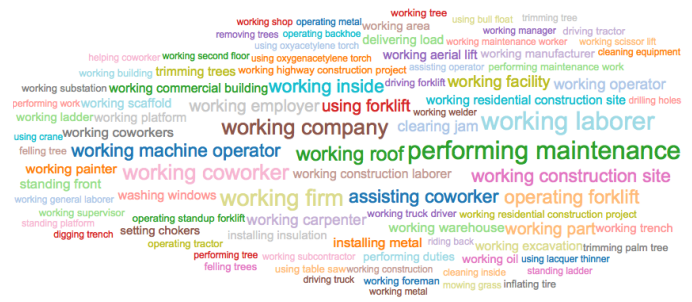 working tree
using bull float
trimming tree
working shop
operating metal
working area
working manager
driving tractor
removing trees
operating backhoe
delivering load
working maintenance worker
working scissor lift
using oxyacetylene torch
working aerial lift
working manufacturer
cleaning equipment
helping coworker
working second floor
using oxygenacetylene torch
assisting operator
performing maintenance work
working building
trimming trees
working highway construction project
driving forklift
working facility
working operator
working substation
working commercial building
working inside
working residential construction site
drilling holes
performing work
working scaffold
working employer
using forklift
working welder
working ladder
working platform
working company
clearing jam
working laborer
using crane
working coworkers
felling tree
working machine operator
working roof
performing maintenance
working painter
working coworker
working construction laborer
working construction site
standing front
washing windows
working firm
assisting coworker
operating forklift
working general laborer
working supervisor
operating standup forklift
working carpenter
working truck driver
working residential construction project
standing platform
setting chokers
working warehouse
working part
working trench
digging trench
installing insulation
operating tractor
installing metal
riding back
working excavation
trimming palm tree
performing tree
working subcontractor
performing duties
working oil
using lacquer thinner
felling trees
using table saw
working construction
cleaning inside
standing ladder
driving truck
working foreman
mowing grass
inflating tire
working metal